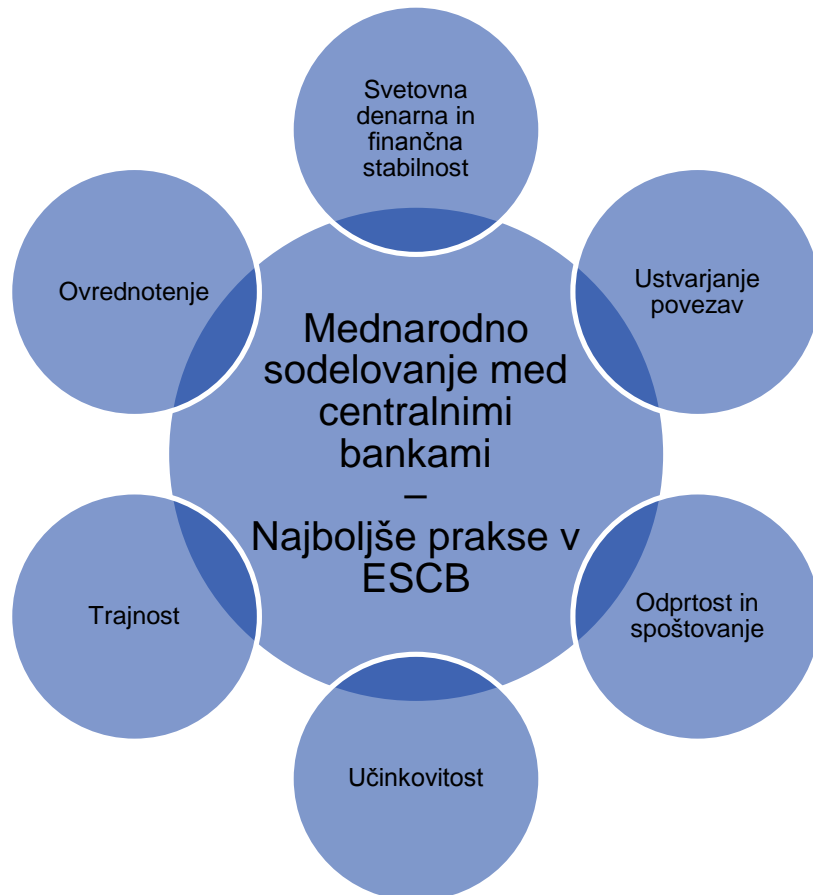 Svetovna
denarna in
finančna
stabilnost
Ustvarjanje
povezav
Odprtost in
spoštovanje
Učinkovitost
Trajnost
Ovrednotenje
Mednarodno
sodelovanje med
centralnimi
bankami
–
Najboljše prakse v
ESCB